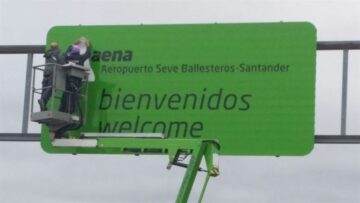 aena
Aeropuerto Seve Ballesteros-Santander
bienvenidos
welcome